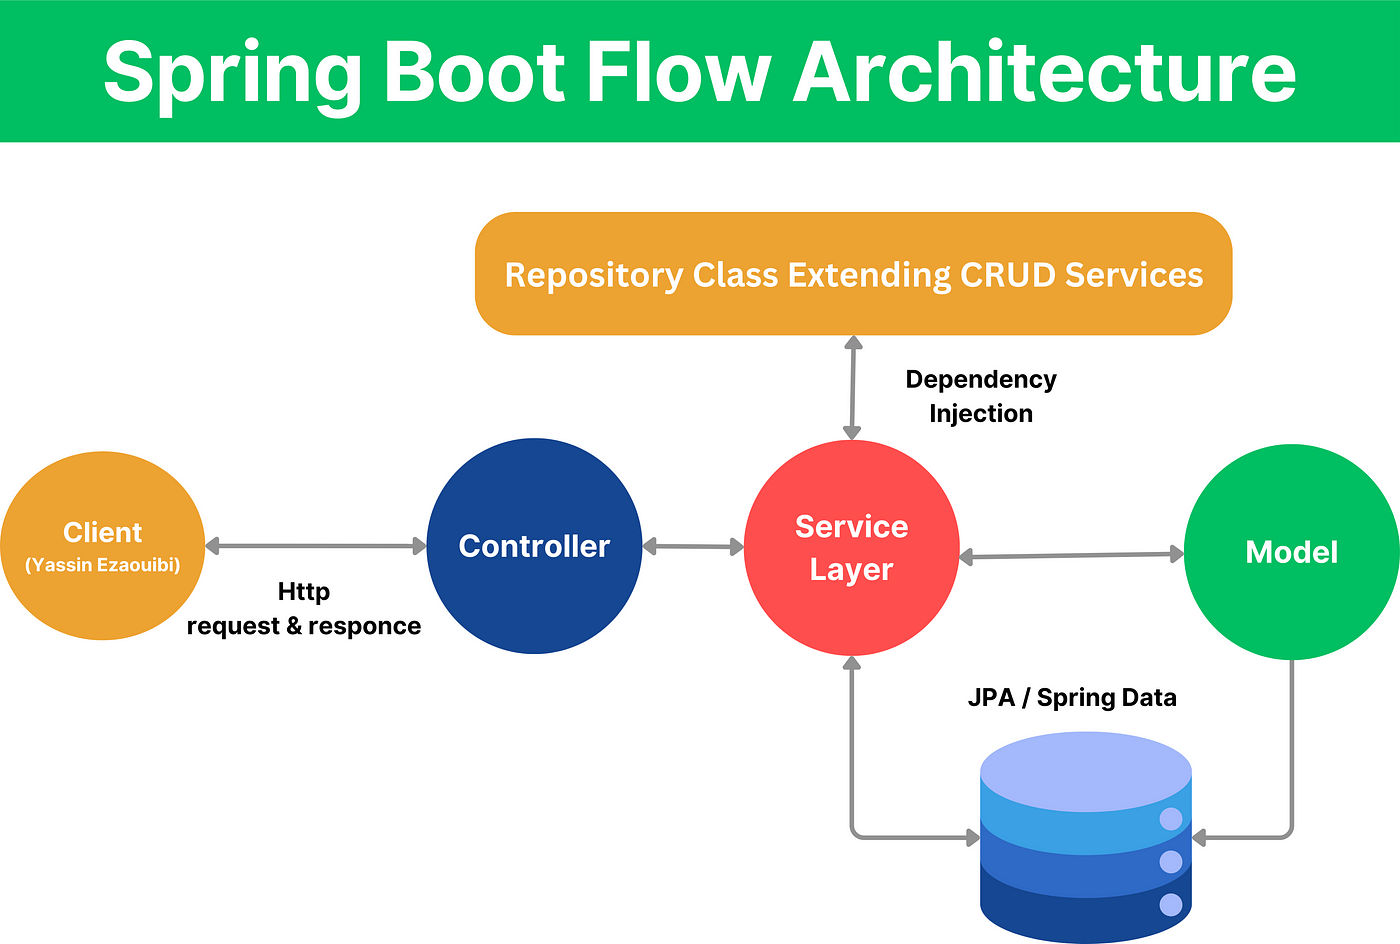 Spring Boot Flow Architecture
Repository Class Extending CRUD Services
Dependency
Injection
Client
(Yassin Ezaouibi)
Http
request & responce
Controller
Service
Layer
Model
JPA / Spring Data